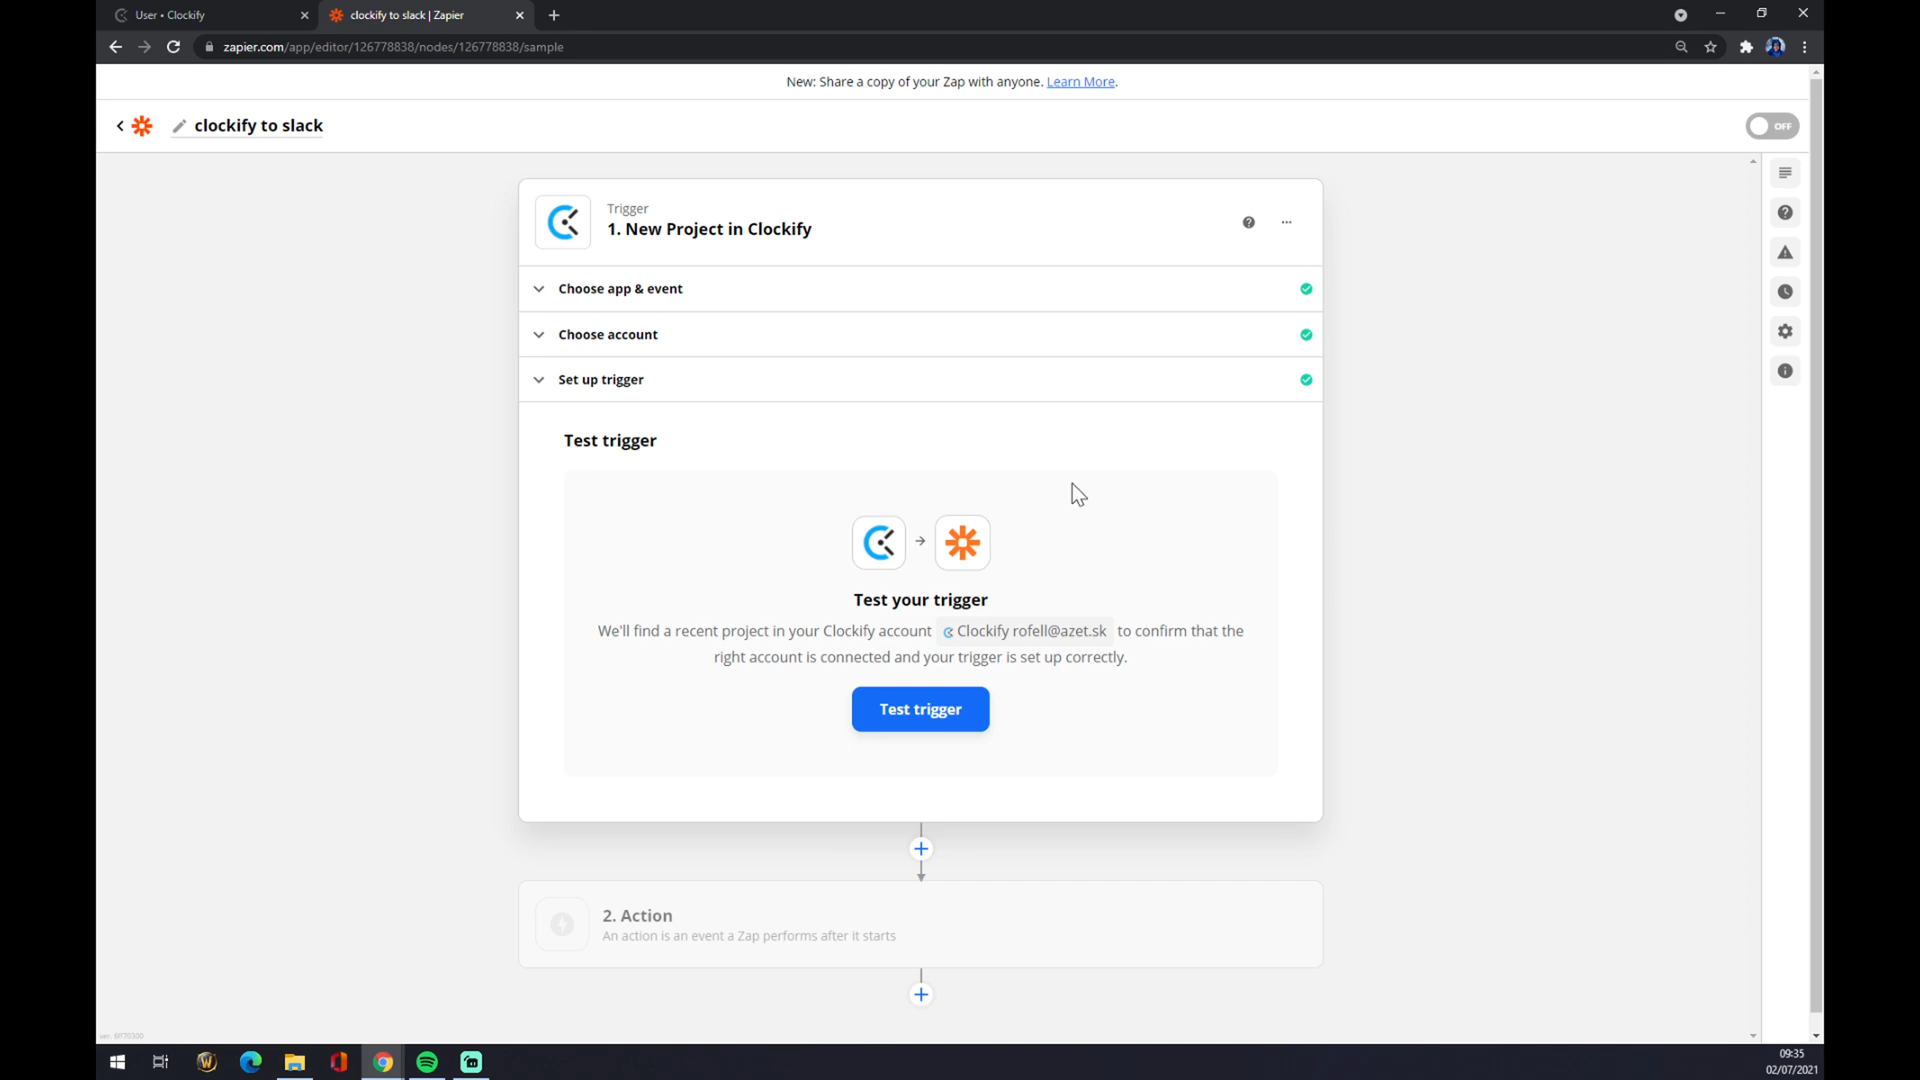 User • Clockify
clockify to slack | Zapier
zapier.com/app/editor/126778838/nodes/126778838/sample
New: Share a copy of your Zap with anyone. Learn More.
clockify to slack
OFF
Trigger
1. New Project in Clockify
Choose app & event
Choose account
Set up trigger
Test trigger
Test your trigger
We'll find a recent project in your Clockify account Clockify rofell@azet.sk to confirm that the
right account is connected and your trigger is set up correctly.
Test trigger
2. Action
An action is an event a Zap performs after it starts
09:35
02/07/2021